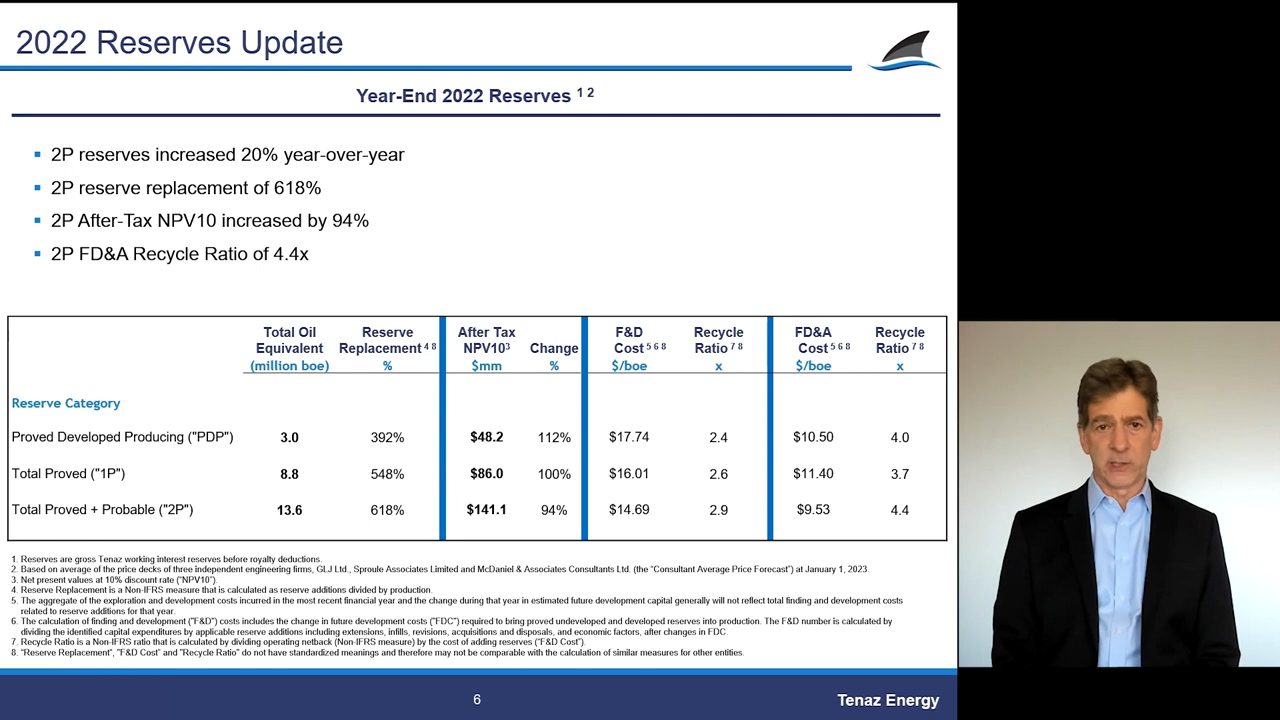 2022 Reserves Update
Year-End 2022 Reserves 1 2
▪ 2P reserves increased 20% year-over-year
▪ 2P reserve replacement of 618%
▪ 2P After-Tax NPV10 increased by 94%
▪ 2P FD&A Recycle Ratio of 4.4x
Total Oil Reserve After Tax F&D Recycle FD&A Recycle
Equivalent Replacement 4 8 NPV10 3 Change Cost 5 6 8 Ratio 7 8 Cost 5 6 8 Ratio 7 8
(million boe) % $mm % $/boe x $/boe x
Reserve Category
Proved Developed Producing ("PDP") 3.0 392% $48.2 112% $17.74 2.4 $10.50 4.0
Total Proved ("1P") 8.8 548% $86.0 100% $16.01 2.6 $11.40 3.7
Total Proved + Probable ("2P") 13.6 618% $141.1 94% $14.69 2.9 $9.53 4.4
1. Reserves are gross Tenaz working interest reserves before royalty deductions.
2. Based on average of the price decks of three independent engineering firms, GLJ Ltd., Sproule Associates Limited and McDaniel & Associates Consultants Ltd. (the "Consultant Average Price Forecast") at January 1, 2023.
3. Net present values at 10% discount rate ("NPV10").
4. Reserve Replacement is a Non-IFRS measure that is calculated as reserve additions divided by production.
5. The aggregate of the exploration and development costs incurred in the most recent financial year and the change during that year in estimated future development capital generally will not reflect total finding and development costs
related to reserve additions for that year.
6. The calculation of finding and development ("F&D") costs includes the change in future development costs ("FDC") required to bring proved undeveloped and developed reserves into production. The F&D number is calculated by
dividing the identified capital expenditures by applicable reserve additions including extensions, infills, revisions, acquisitions and disposals, and economic factors, after changes in FDC.
7. Recycle Ratio is a Non-IFRS ratio that is calculated by dividing operating netback (Non-IFRS measure) by the cost of adding reserves ("F&D Cost").
8. "Reserve Replacement", "F&D Cost" and "Recycle Ratio" do not have standardized meanings and therefore may not be comparable with the calculation of similar measures for other entities.
6
Tenaz Energy